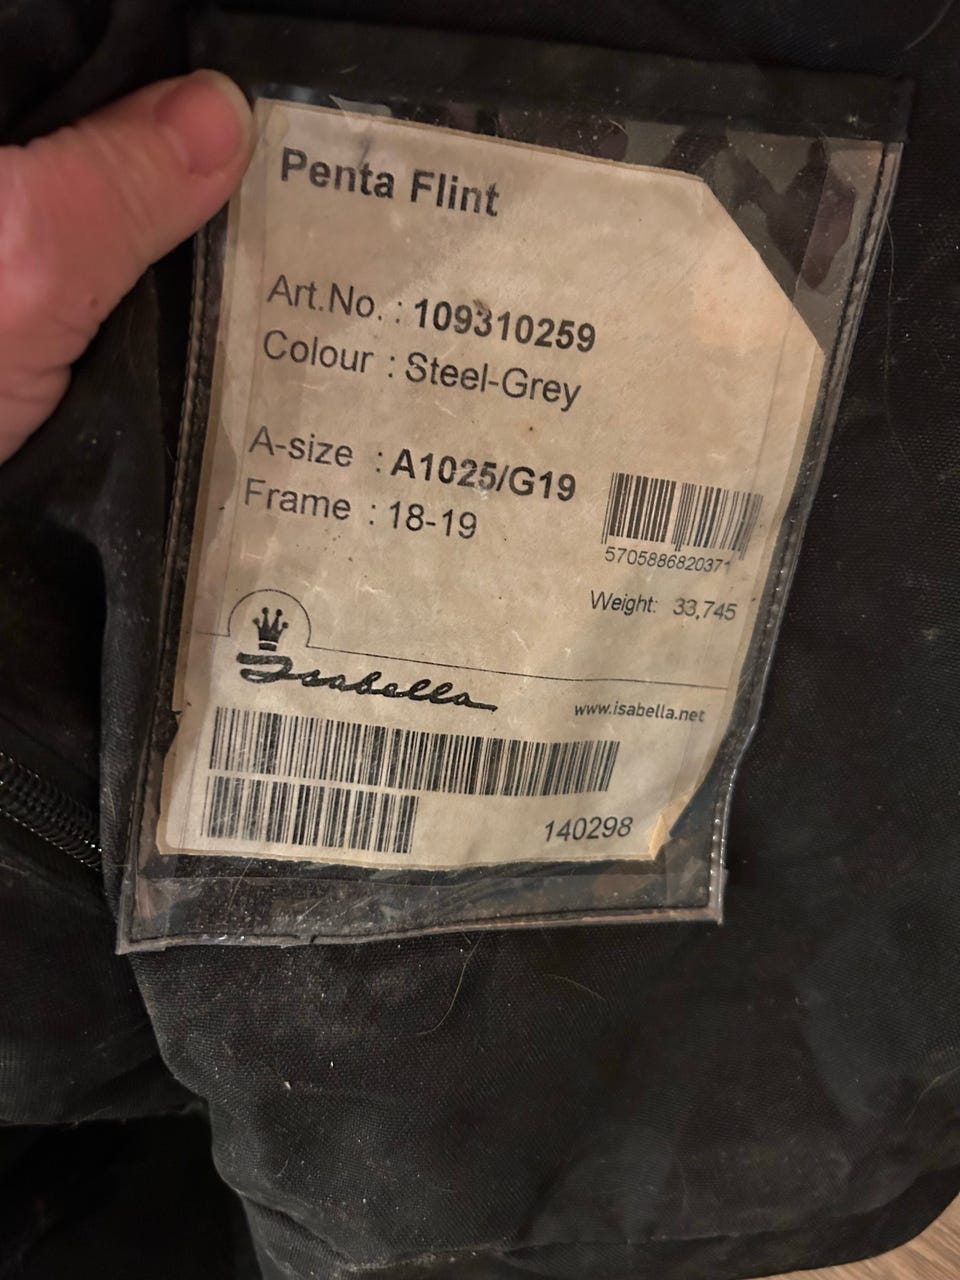 Penta Flint
Art.No. : 109310259
Colour : Steel-Grey
A-size : A1025/G19
Frame : 18-19
5705886820371
Weight: 33,745
Isabella
www.isabella.net
140298